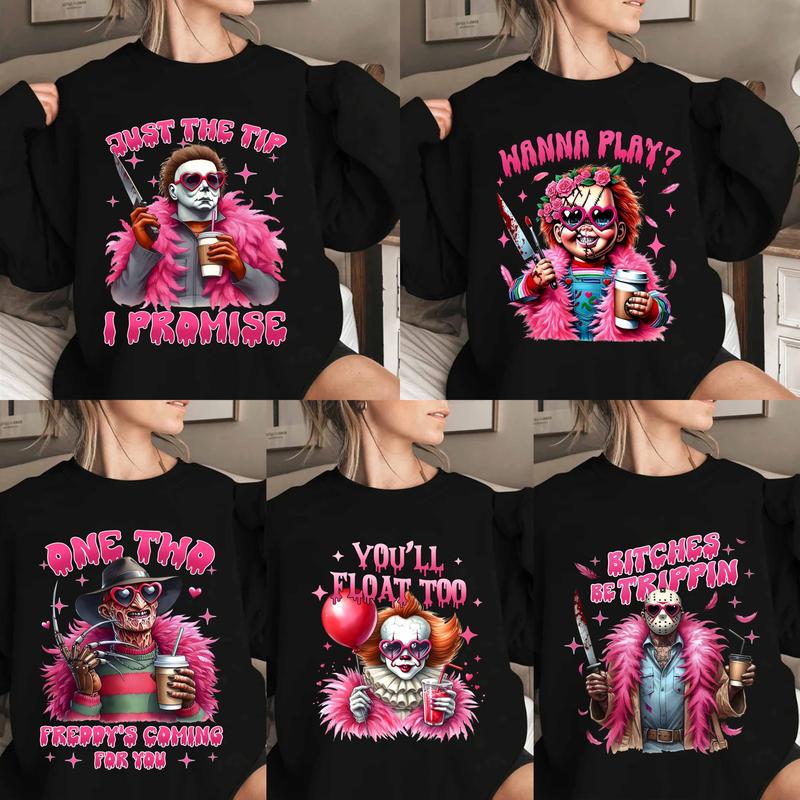 JUST THE TIP
I PROMISE
WANNA PLAY?
ONE TWO
FREDDY'S COMING
FOR YOU
YOU'LL
FLOAT TOO
BITCHES
BE TRIPPIN